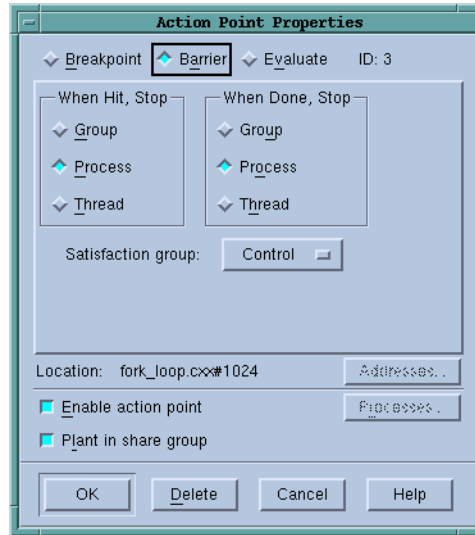 Action Point Properties
Breakpoint Barrier Evaluate ID: 3
When Hit, Stop When Done, Stop
Group Group
Process Process
Thread Thread
Satisfaction group: Control
Location: fork_loop.cxx#1024 Addresses...
Enable action point Processes...
Plant in share group
OK Delete Cancel Help